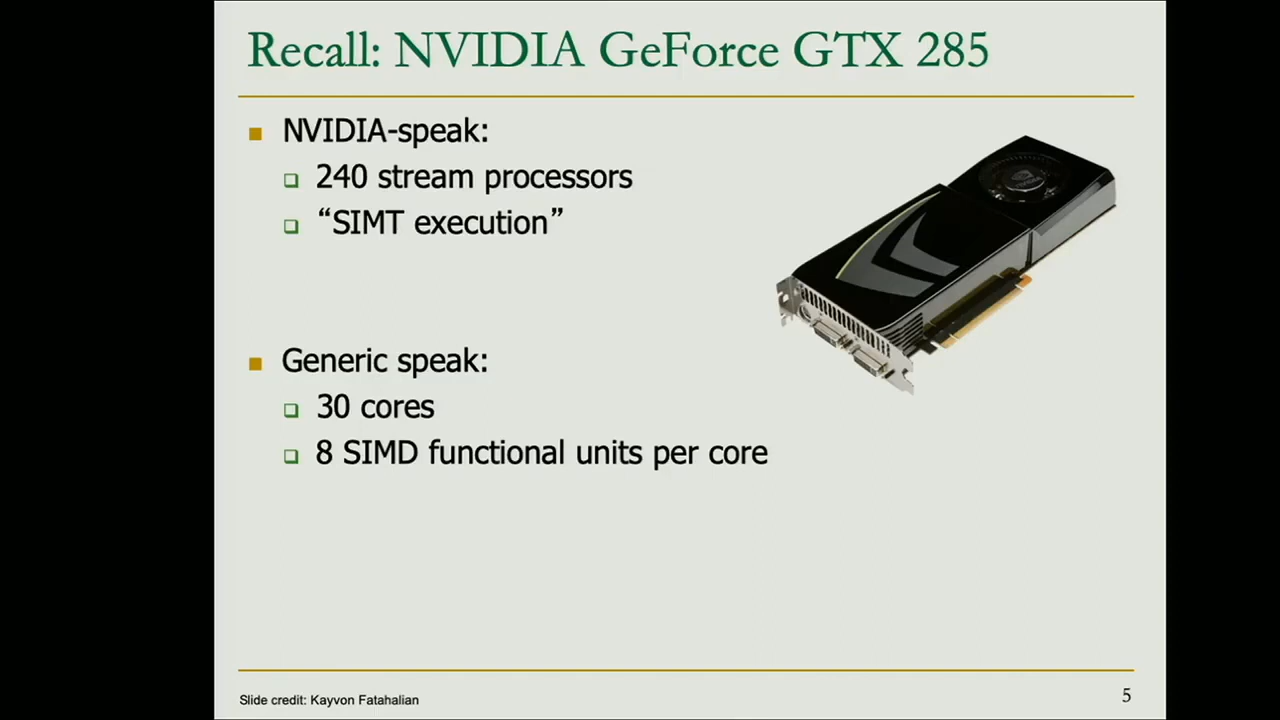 Recall: NVIDIA GeForce GTX 285
NVIDIA-speak:
240 stream processors
“SIMT execution”
Generic speak:
30 cores
8 SIMD functional units per core
Slide credit: Kayvon Fatahalian
5